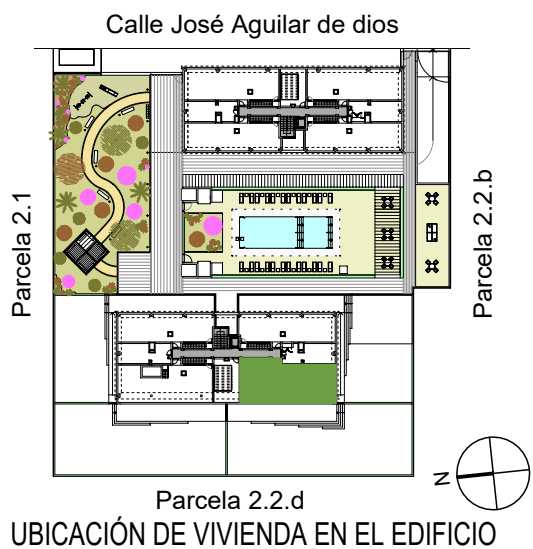 Calle José Aguilar de dios
Parcela 2.1
Parcela 2.2.b
N
Parcela 2.2.d
UBICACIÓN DE VIVIENDA EN EL EDIFICIO